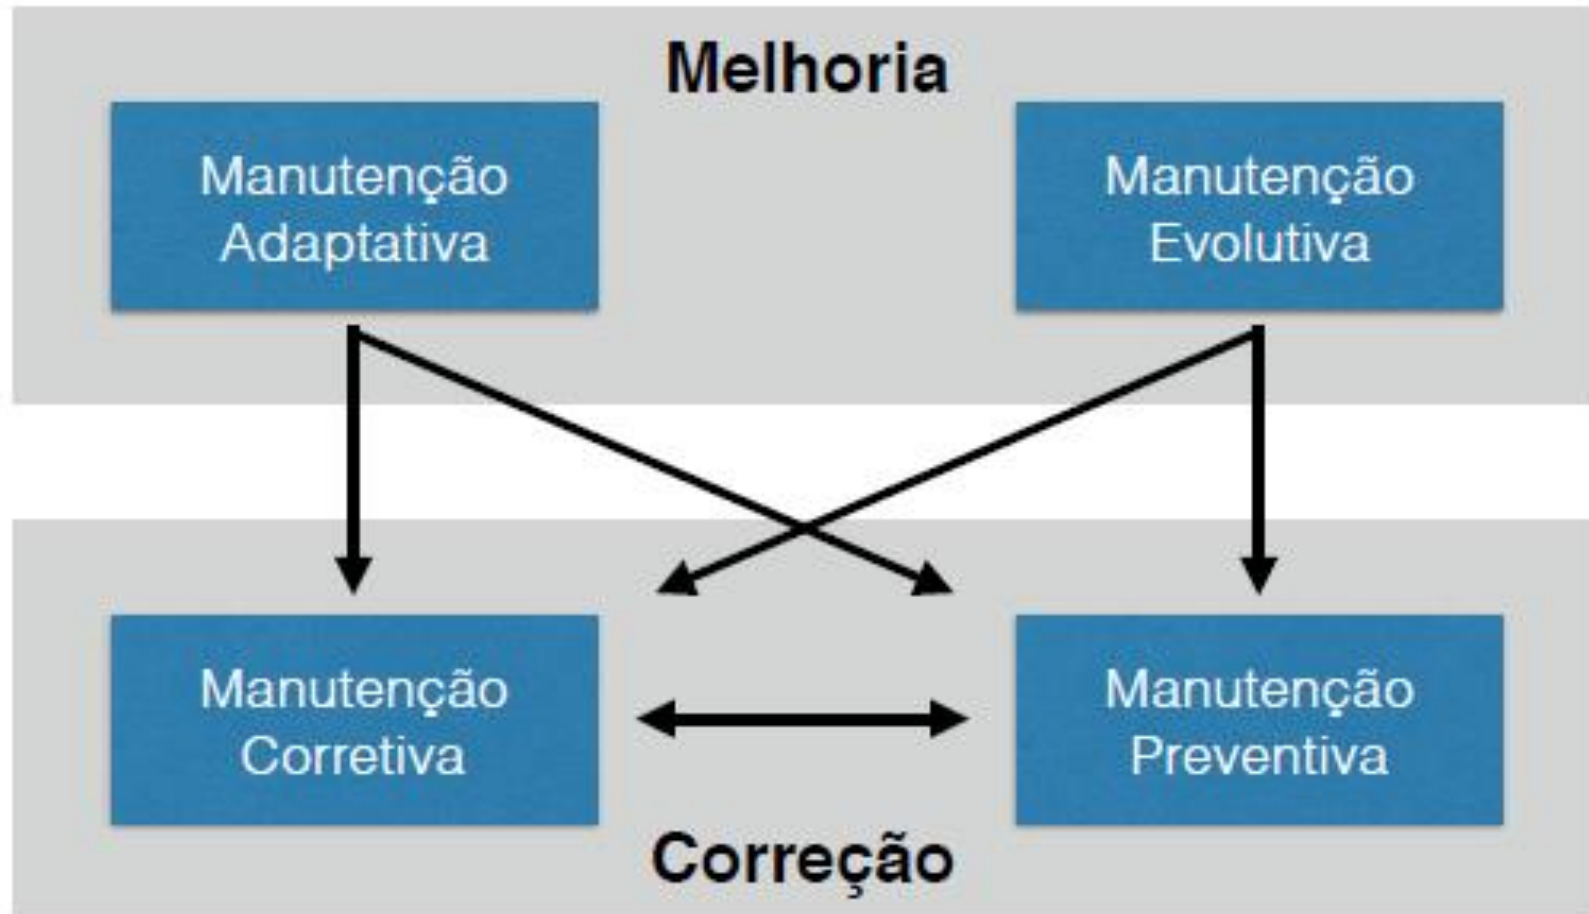 Melhoria
Manutenção
Adaptativa
Manutenção
Evolutiva
Manutenção
Corretiva
Manutenção
Preventiva
Correção